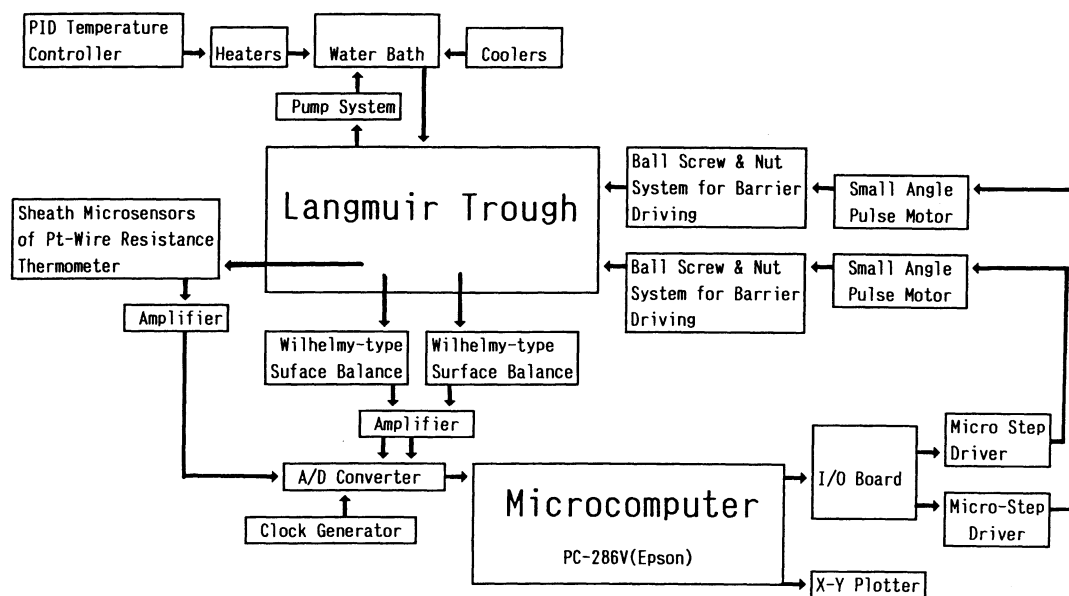 PID Temperature
Controller
Heaters
Water Bath
Coolers
Pump System
Langmuir Trough
Ball Screw & Nut
System for Barrier
Driving
Small Angle
Pulse Motor
Sheath Microsensors
of Pt-Wire Resistance
Thermometer
Ball Screw & Nut
System for Barrier
Driving
Small Angle
Pulse Motor
Amplifier
Wilhelmy-type
Suface Balance
Wilhelmy-type
Surface Balance
Amplifier
Micro Step
Driver
A/D Converter
Microcomputer
PC-286V(Epson)
I/O Board
Micro-Step
Driver
Clock Generator
X-Y Plotter